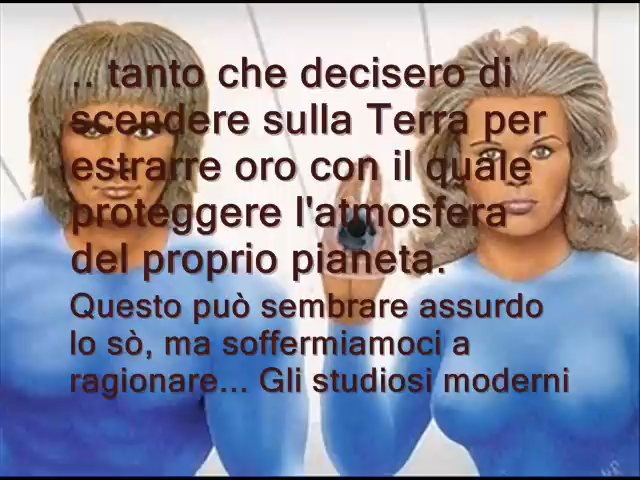 .. tanto che decisero di
scendere sulla Terra per
estrarre oro con il quale
proteggere l'atmosfera
del proprio pianeta.
Questo può sembrare assurdo
lo sò, ma soffermiamoci a
ragionare... Gli studiosi moderni